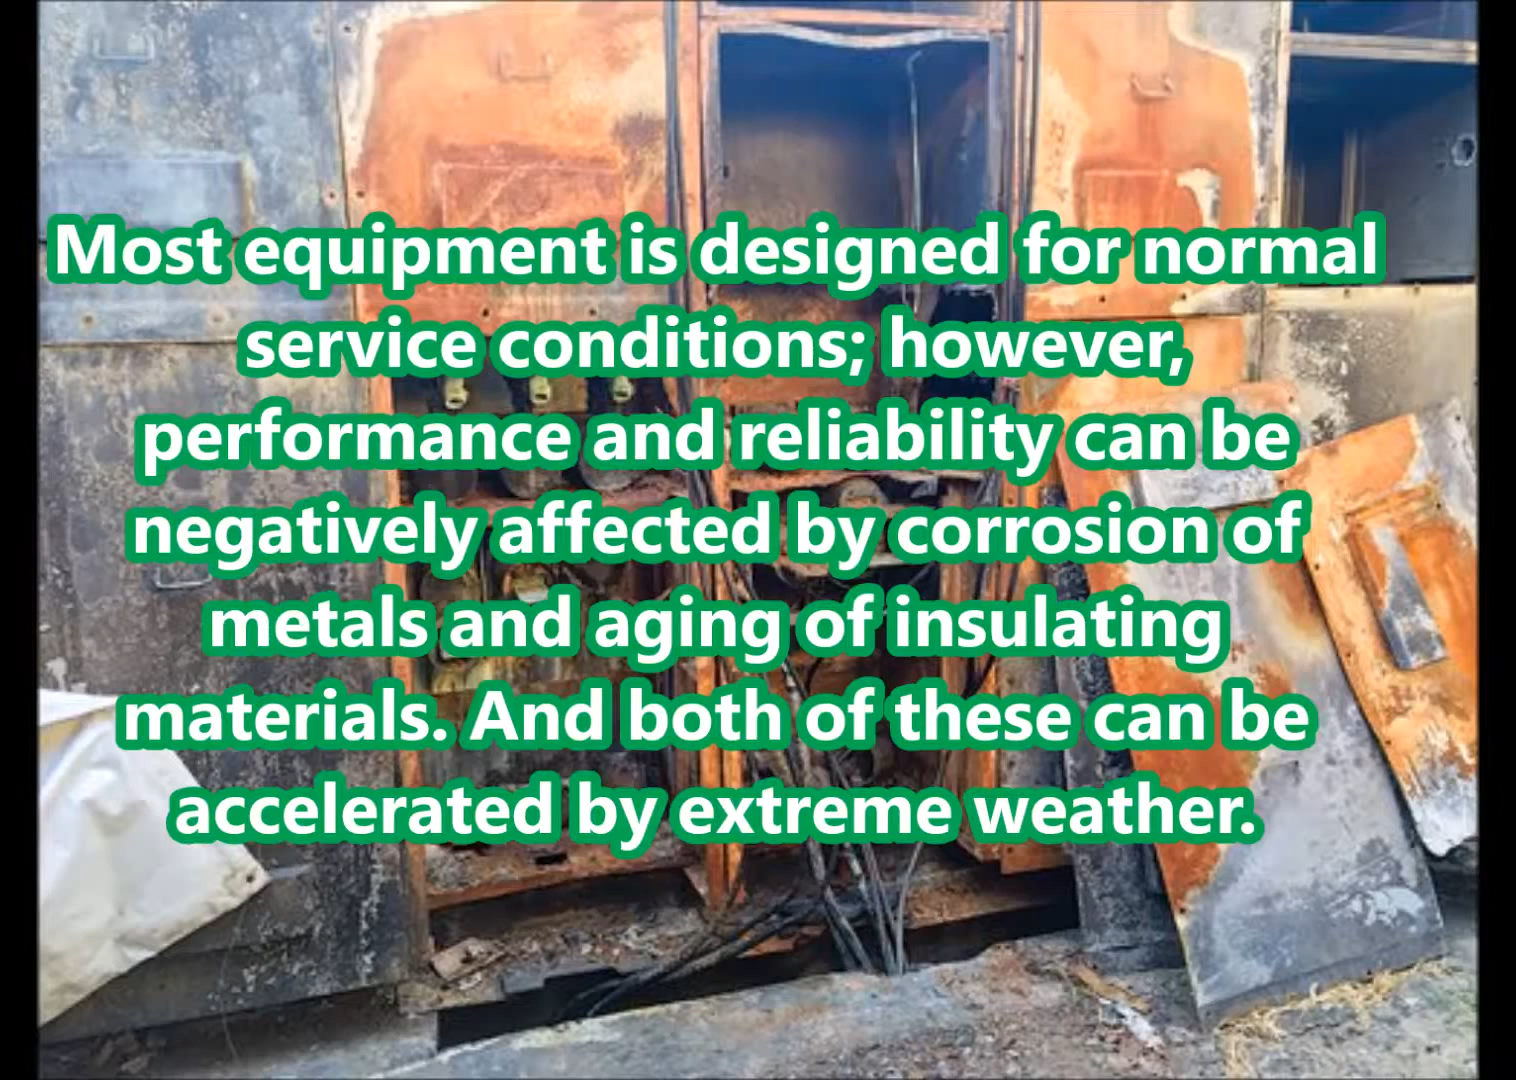 Most equipment is designed for normal
service conditions; however,
performance and reliability can be
negatively affected by corrosion of
metals and aging of insulating
materials. And both of these can be
accelerated by extreme weather.